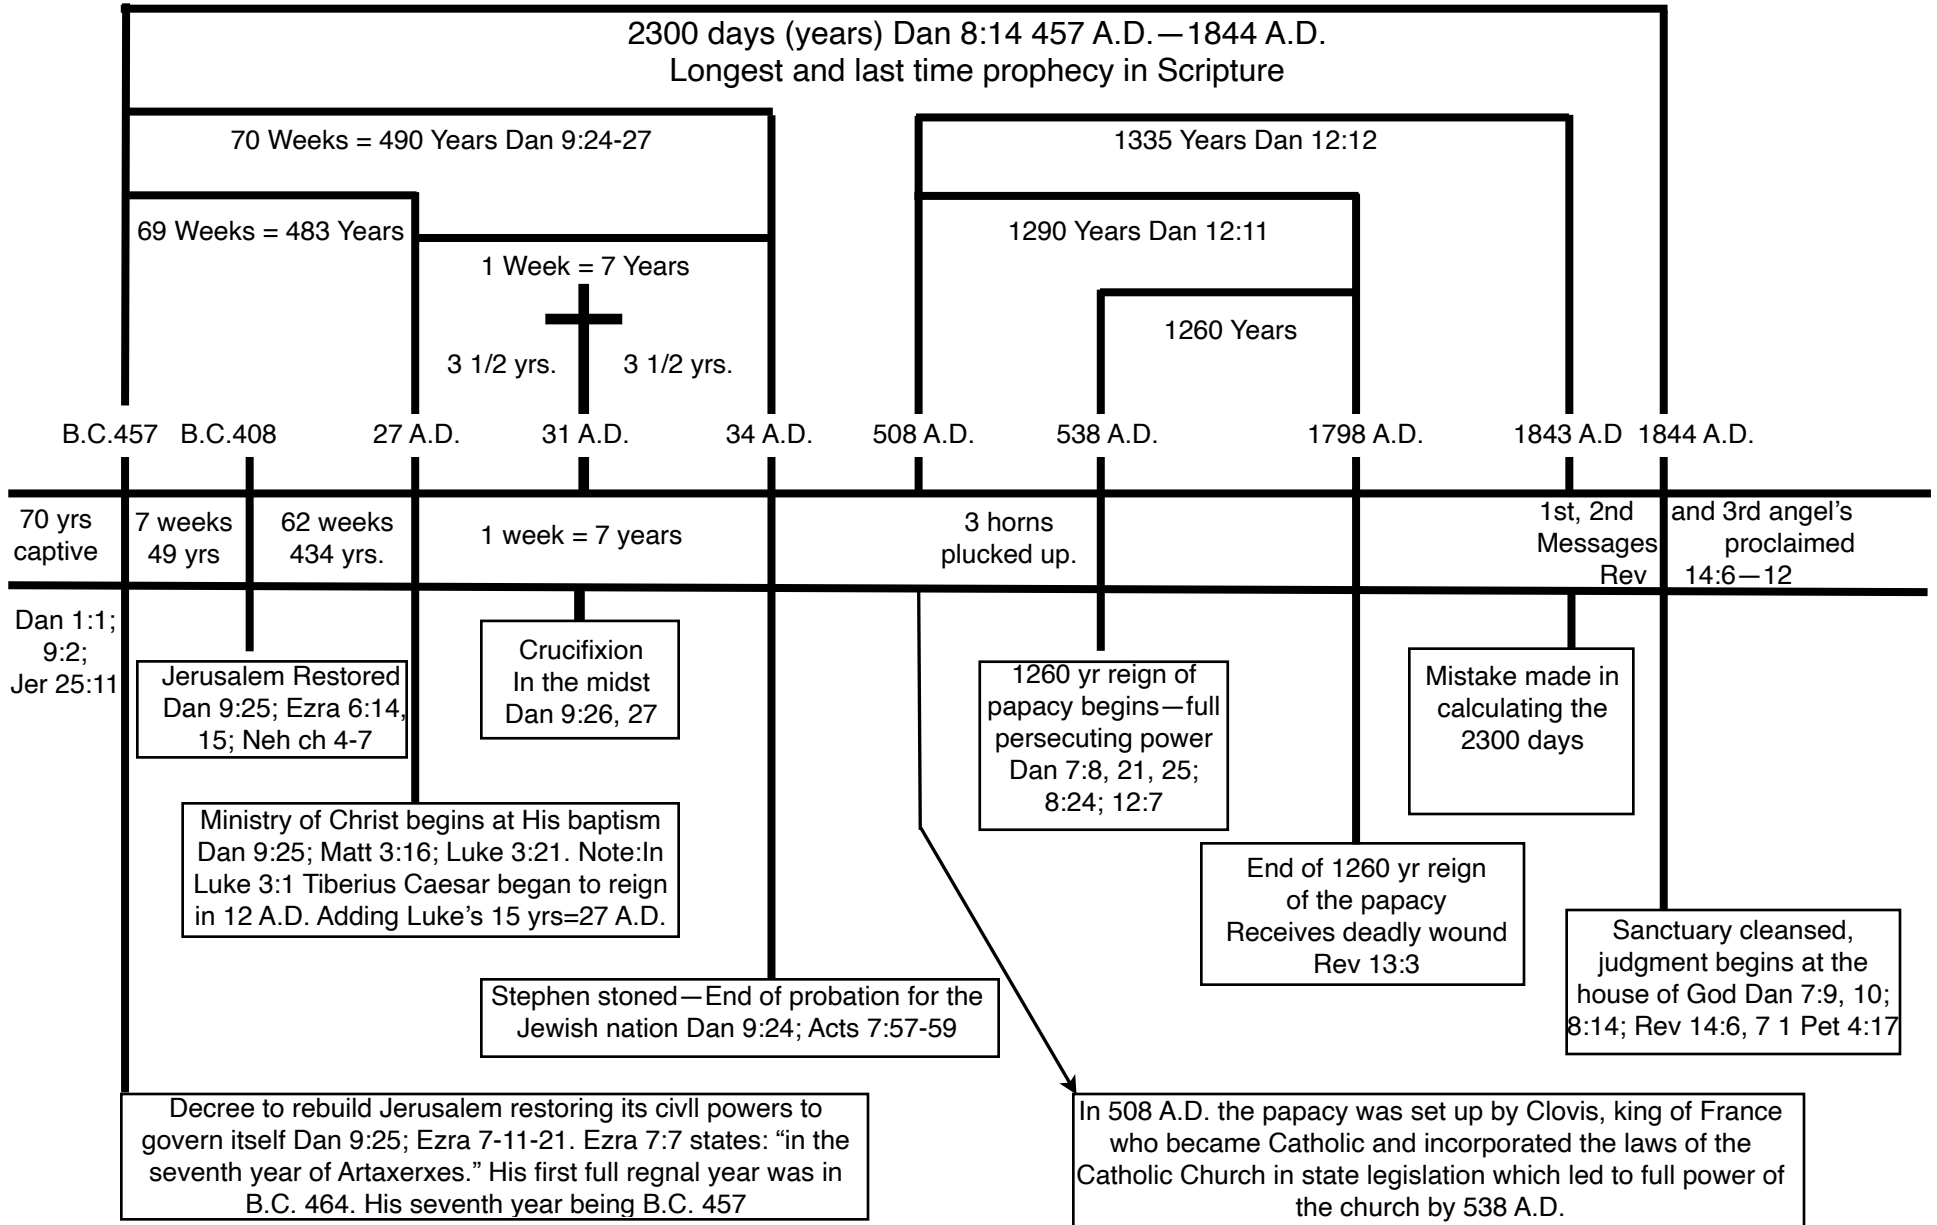 2300 days (years) Dan 8:14 457 A.D.—1844 A.D.
Longest and last time prophecy in Scripture
70 Weeks = 490 Years Dan 9:24-27
1335 Years Dan 12:12
69 Weeks = 483 Years
1290 Years Dan 12:11
1 Week = 7 Years
1260 Years
3 1/2 yrs.
3 1/2 yrs.
B.C.457
B.C.408
27 A.D.
31 A.D.
34 A.D.
508 A.D.
538 A.D.
1798 A.D.
1843 A.D
1844 A.D.
70 yrs
captive
7 weeks
49 yrs
62 weeks
434 yrs.
1 week = 7 years
3 horns
plucked up.
1st, 2nd and 3rd angel's
Messages proclaimed
Rev 14:6—12
Dan 1:1;
9:2;
Jer 25:11
Jerusalem Restored
Dan 9:25; Ezra 6:14,
15; Neh ch 4-7
Crucifixion
In the midst
Dan 9:26, 27
1260 yr reign of
papacy begins—full
persecuting power
Dan 7:8, 21, 25;
8:24; 12:7
Mistake made in
calculating the
2300 days
Ministry of Christ begins at His baptism
Dan 9:25; Matt 3:16; Luke 3:21. Note:In
Luke 3:1 Tiberius Caesar began to reign
in 12 A.D. Adding Luke's 15 yrs=27 A.D.
End of 1260 yr reign
of the papacy
Receives deadly wound
Rev 13:3
Sanctuary cleansed,
judgment begins at the
house of God Dan 7:9, 10;
8:14; Rev 14:6, 7 1 Pet 4:17
Stephen stoned—End of probation for the
Jewish nation Dan 9:24; Acts 7:57-59
Decree to rebuild Jerusalem restoring its civll powers to
govern itself Dan 9:25; Ezra 7-11-21. Ezra 7:7 states: “in the
seventh year of Artaxerxes.” His first full regnal year was in
B.C. 464. His seventh year being B.C. 457
In 508 A.D. the papacy was set up by Clovis, king of France
who became Catholic and incorporated the laws of the
Catholic Church in state legislation which led to full power of
the church by 538 A.D.